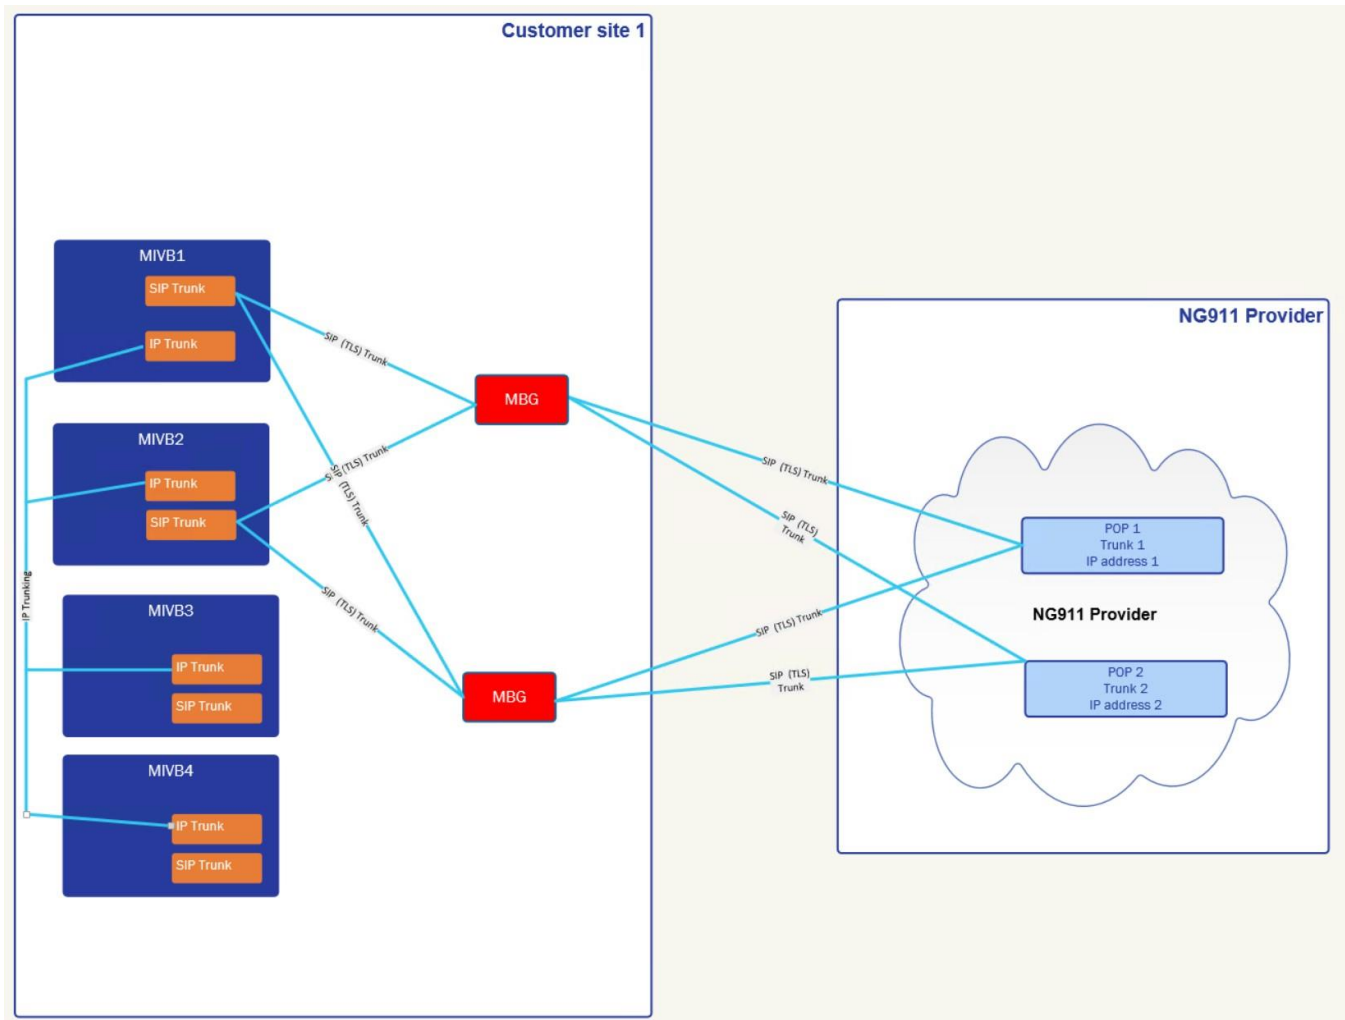 Customer site 1
MIVB1
SIP Trunk
IP Trunk
SIP (TLS) Trunk
MBG
NG911 Provider
MIVB2
IP Trunk
SIP Trunk
SIP (TLS) Trunk
SIP (TLS) Trunk
SIP (TLS) Trunk
SIP (TLS) Trunk
SIP (TLS)
Trunk
POP 1
Trunk 1
IP address 1
IP Trunking
MIVB3
IP Trunk
SIP Trunk
MBG
SIP (TLS) Trunk
SIP (TLS)
Trunk
NG911 Provider
POP 2
Trunk 2
IP address 2
MIVB4
IP Trunk
SIP Trunk